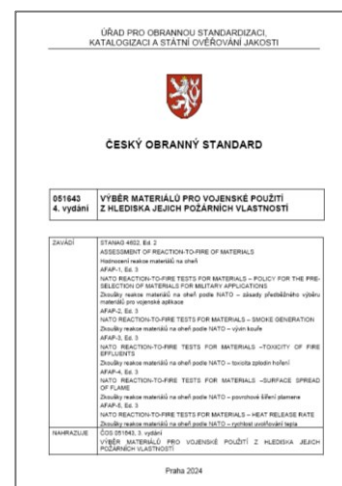 ÚŘAD PRO OBRANNOU STANDARDIZACI,
KATALOGIZACI A STÁTNÍ OVĚŘOVÁNÍ JAKOSTI
ČESKÝ OBRANNÝ STANDARD
051643
4. vydání
VÝBĚR MATERIÁLŮ PRO VOJENSKÉ POUŽITÍ
Z HLEDISKA JEJICH POŽÁRNÍCH VLASTNOSTÍ
ZAVÁDÍ
STANAG 4602, Ed. 2
ASSESSMENT OF REACTION-TO-FIRE OF MATERIALS
Hodnocení reakce materiálů na oheň
AFAP-1, Ed. 3
NATO REACTION-TO-FIRE TESTS FOR MATERIALS – POLICY FOR THE PRE-
SELECTION OF MATERIALS FOR MILITARY APPLICATIONS
Zkoušky reakce materiálů na oheň podle NATO – zásady předběžného výběru
materiálů pro vojenské aplikace
AFAP-2, Ed. 3
NATO REACTION-TO-FIRE TESTS FOR MATERIALS – SMOKE GENERATION
Zkoušky reakce materiálů na oheň podle NATO – vývin kouře
AFAP-3, Ed. 3
NATO REACTION-TO-FIRE TESTS FOR MATERIALS –TOXICITY OF FIRE
EFFLUENTS
Zkoušky reakce materiálů na oheň podle NATO – toxicita zplodin hoření
AFAP-4, Ed. 3
NATO REACTION-TO-FIRE TESTS FOR MATERIALS –SURFACE SPREAD
OF FLAME
Zkoušky reakce materiálů na oheň podle NATO – povrchové šíření plamene
AFAP-5, Ed. 3
NATO REACTION-TO-FIRE TESTS FOR MATERIALS – HEAT RELEASE RATE
Zkoušky reakce materiálů na oheň podle NATO – rychlost uvolňování tepla
NAHRAZUJE
ČOS 051643, 3. vydání
VÝBĚR MATERIÁLŮ PRO VOJENSKÉ POUŽITÍ Z HLEDISKA JEJICH
POŽÁRNÍCH VLASTNOSTÍ
Praha 2024